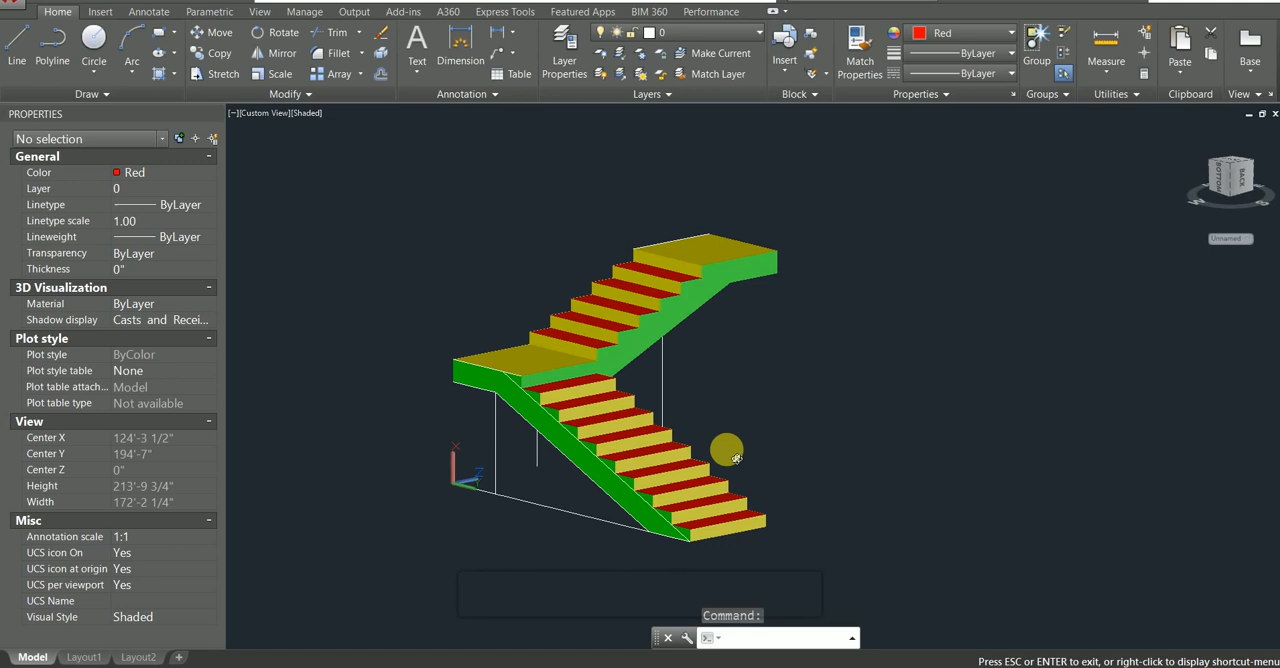 Home Insert Annotate Parametric View Manage Output Add-ins A360 Express Tools Featured Apps BIM 360 Performance
Line Polyline Circle Arc
Move Rotate Trim
Copy Mirror Fillet
Stretch Scale Array
Text Dimension Table
Layer Properties
0
Make Current
Match Layer
Insert
Match Properties
Red
ByLayer
ByLayer
Group
Measure
Paste
Base
Draw Modify Annotation Layers Block Properties Groups Utilities Clipboard View
PROPERTIES
[−][Custom View][Shaded]
No selection
General
Color Red
Layer 0
Linetype ByLayer
Linetype scale 1.00
Lineweight ByLayer
Transparency ByLayer
Thickness 0"
3D Visualization
Material ByLayer
Shadow display Casts and Recei...
Plot style
Plot style ByColor
Plot style table None
Plot table attach... Model
Plot table type Not available
View
Center X 124'-3 1/2"
Center Y 194'-7"
Center Z 0"
Height 213'-9 3/4"
Width 172'-2 1/4"
Misc
Annotation scale 1:1
UCS icon On Yes
UCS icon at origin Yes
UCS per viewport Yes
UCS Name
Visual Style Shaded
BOTTOM BACK
W
Unnamed
X
Z
Command:
Model Layout1 Layout2 +
Press ESC or ENTER to exit, or right-click to display shortcut-menu